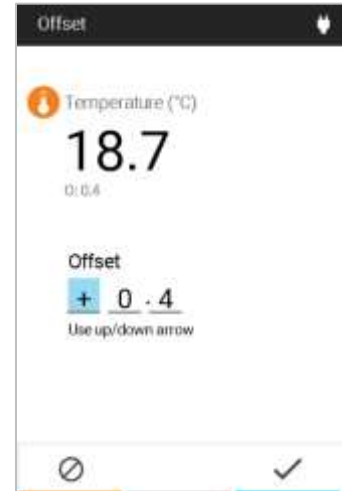 Offset
Temperature (°C)
18.7
O: 0.4
Offset
+ 0 . 4
Use up/down arrow